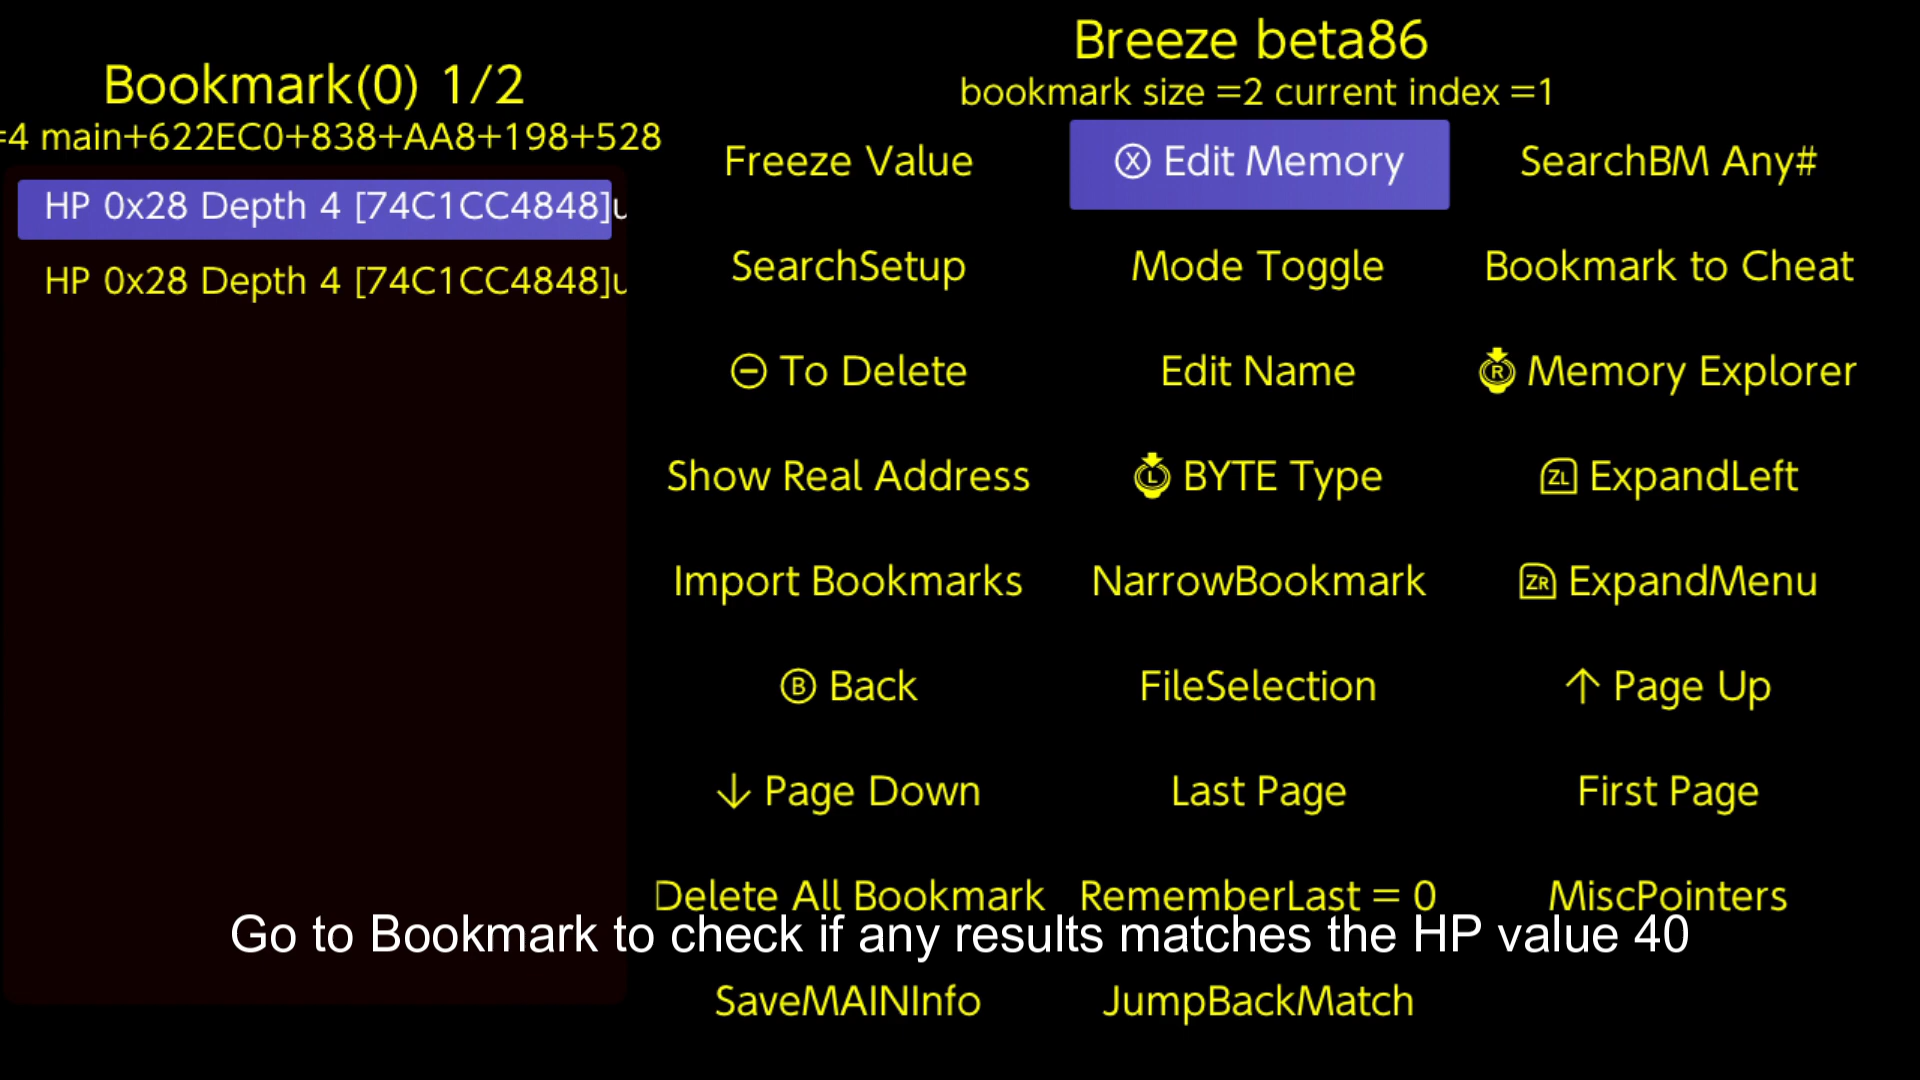 Bookmark(0) 1/2
=4 main+622EC0+838+AA8+198+528
HP 0x28 Depth 4 [74C1CC4848]u
HP 0x28 Depth 4 [74C1CC4848]u
Breeze beta86
bookmark size =2 current index =1
Freeze Value
Ⓧ Edit Memory
SearchBM Any#
SearchSetup
Mode Toggle
Bookmark to Cheat
⊖ To Delete
Edit Name
R Memory Explorer
Show Real Address
L BYTE Type
ZL ExpandLeft
Import Bookmarks
NarrowBookmark
ZR ExpandMenu
Ⓑ Back
FileSelection
↑ Page Up
↓ Page Down
Last Page
First Page
Delete All Bookmark
RememberLast = 0
MiscPointers
Go to Bookmark to check if any results matches the HP value 40
SaveMAINInfo
JumpBackMatch